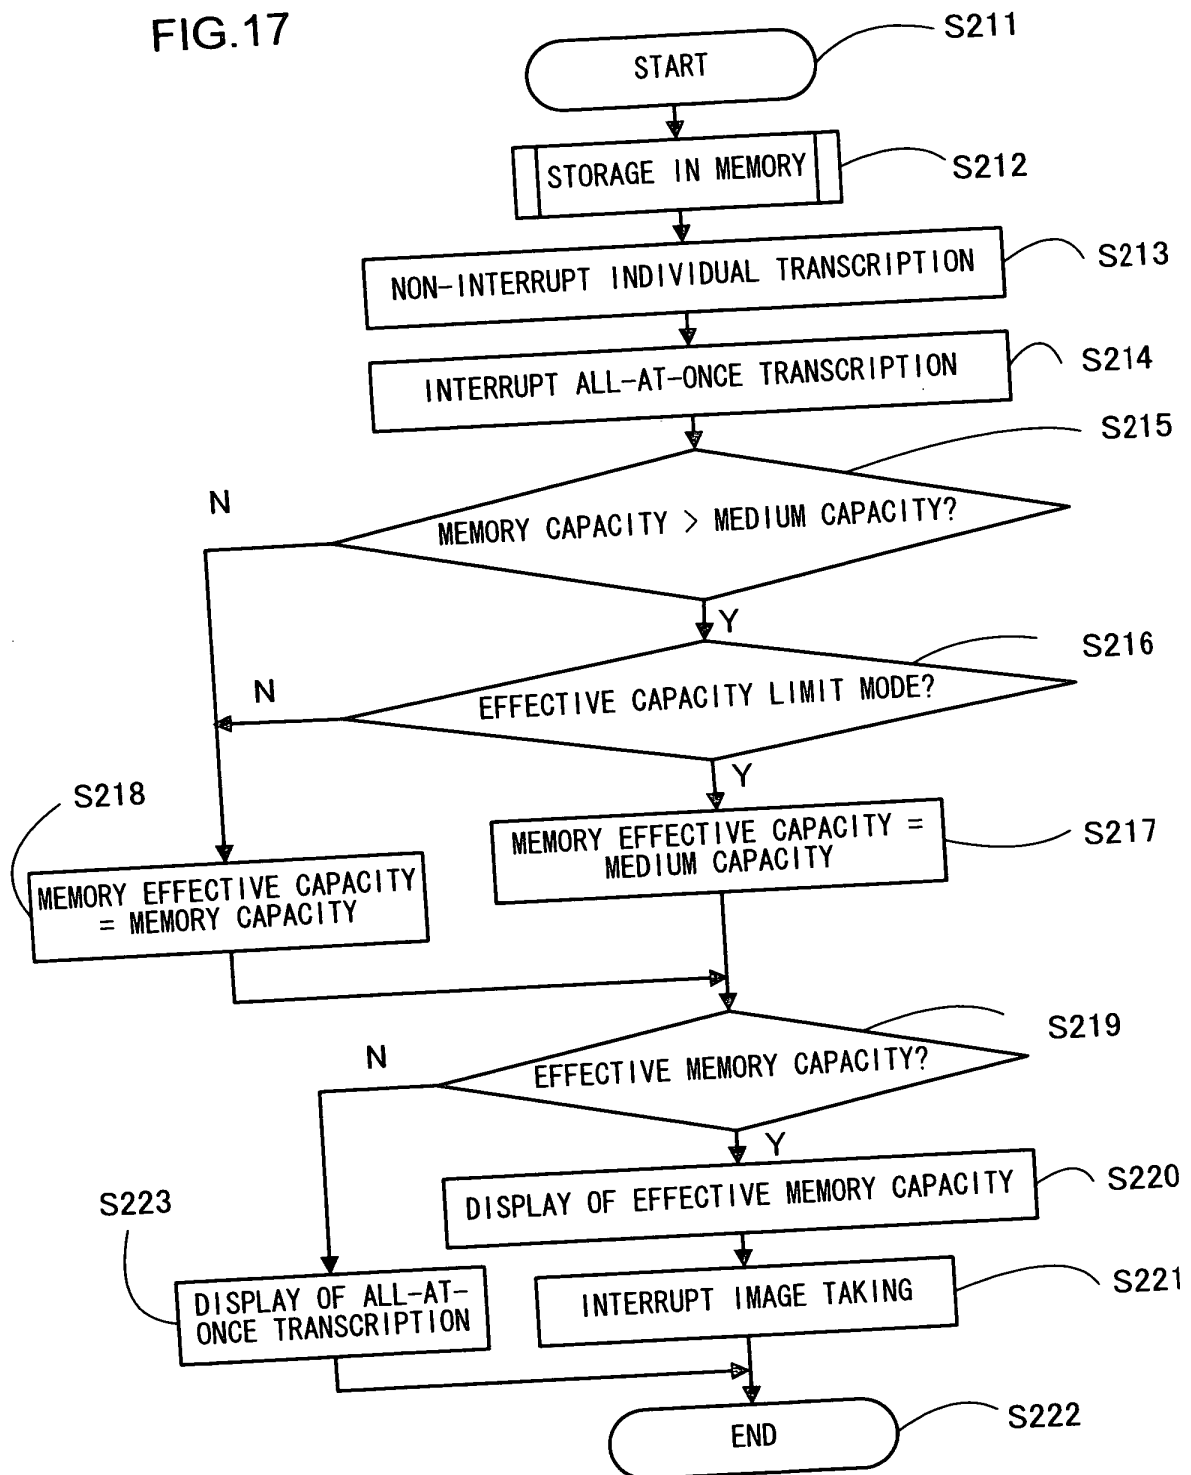 FIG.17
START
S211
STORAGE IN MEMORY
S212
NON-INTERRUPT INDIVIDUAL TRANSCRIPTION
S213
INTERRUPT ALL-AT-ONCE TRANSCRIPTION
S214
MEMORY CAPACITY > MEDIUM CAPACITY?
S215
N
Y
EFFECTIVE CAPACITY LIMIT MODE?
S216
N
Y
MEMORY EFFECTIVE CAPACITY =
MEDIUM CAPACITY
S217
S218
MEMORY EFFECTIVE CAPACITY
= MEMORY CAPACITY
EFFECTIVE MEMORY CAPACITY?
S219
N
Y
DISPLAY OF EFFECTIVE MEMORY CAPACITY
S220
S223
DISPLAY OF ALL-AT-
ONCE TRANSCRIPTION
INTERRUPT IMAGE TAKING
S221
END
S222